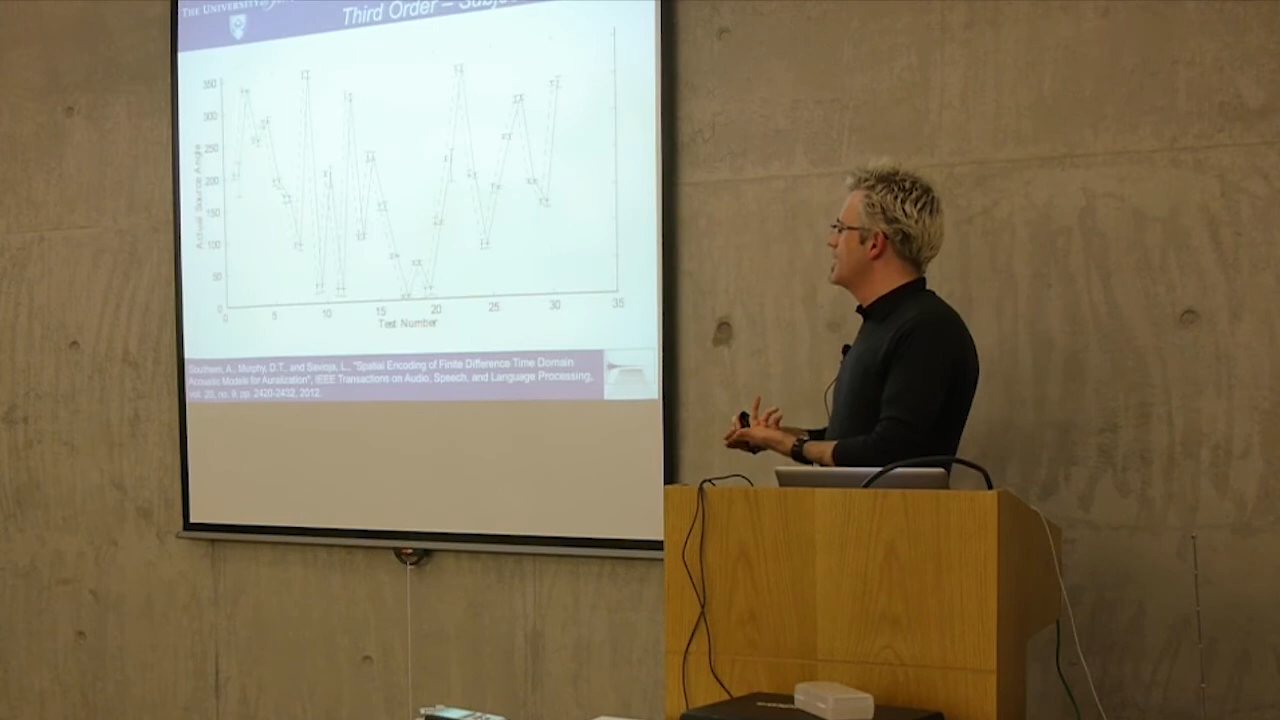 THE UNIVERSITY of
Third Order – Subje
350
300
250
200
150
100
50
0
Actual Source Angle
0 5 10 15 20 25 30 35
Test Number
Southern, A., Murphy, D.T., and Savioja, L., "Spatial Encoding of Finite Difference Time Domain
Acoustic Models for Auralization", IEEE Transactions on Audio, Speech, and Language Processing,
vol. 20, no. 9, pp. 2420-2432, 2012.